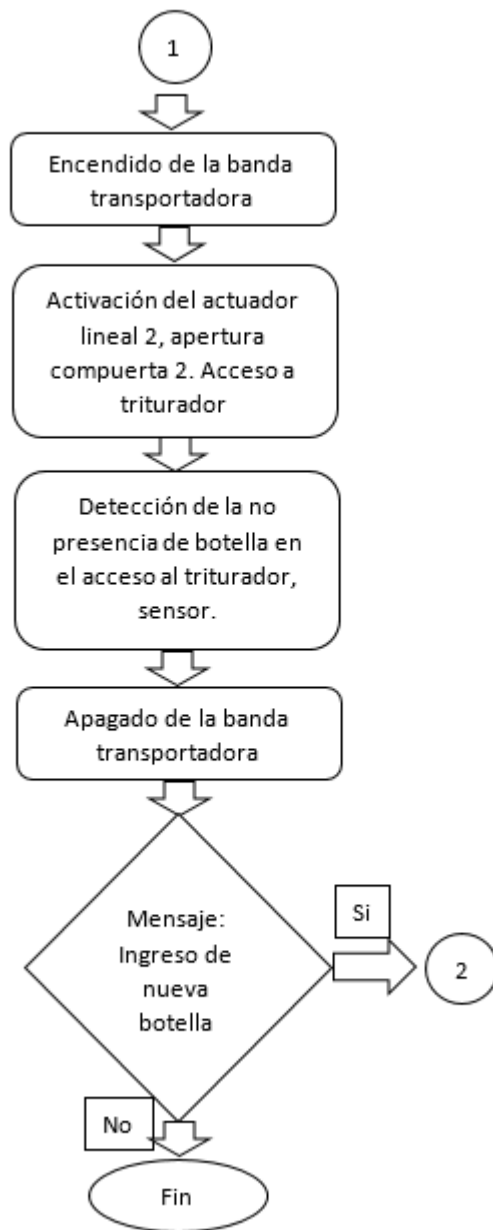 1
Encendido de la banda
transportadora
Activación del actuador
lineal 2, apertura
compuerta 2. Acceso a
triturador
Detección de la no
presencia de botella en
el acceso al triturador,
sensor.
Apagado de la banda
transportadora
Mensaje:
Ingreso de
nueva
botella
Si
2
No
Fin